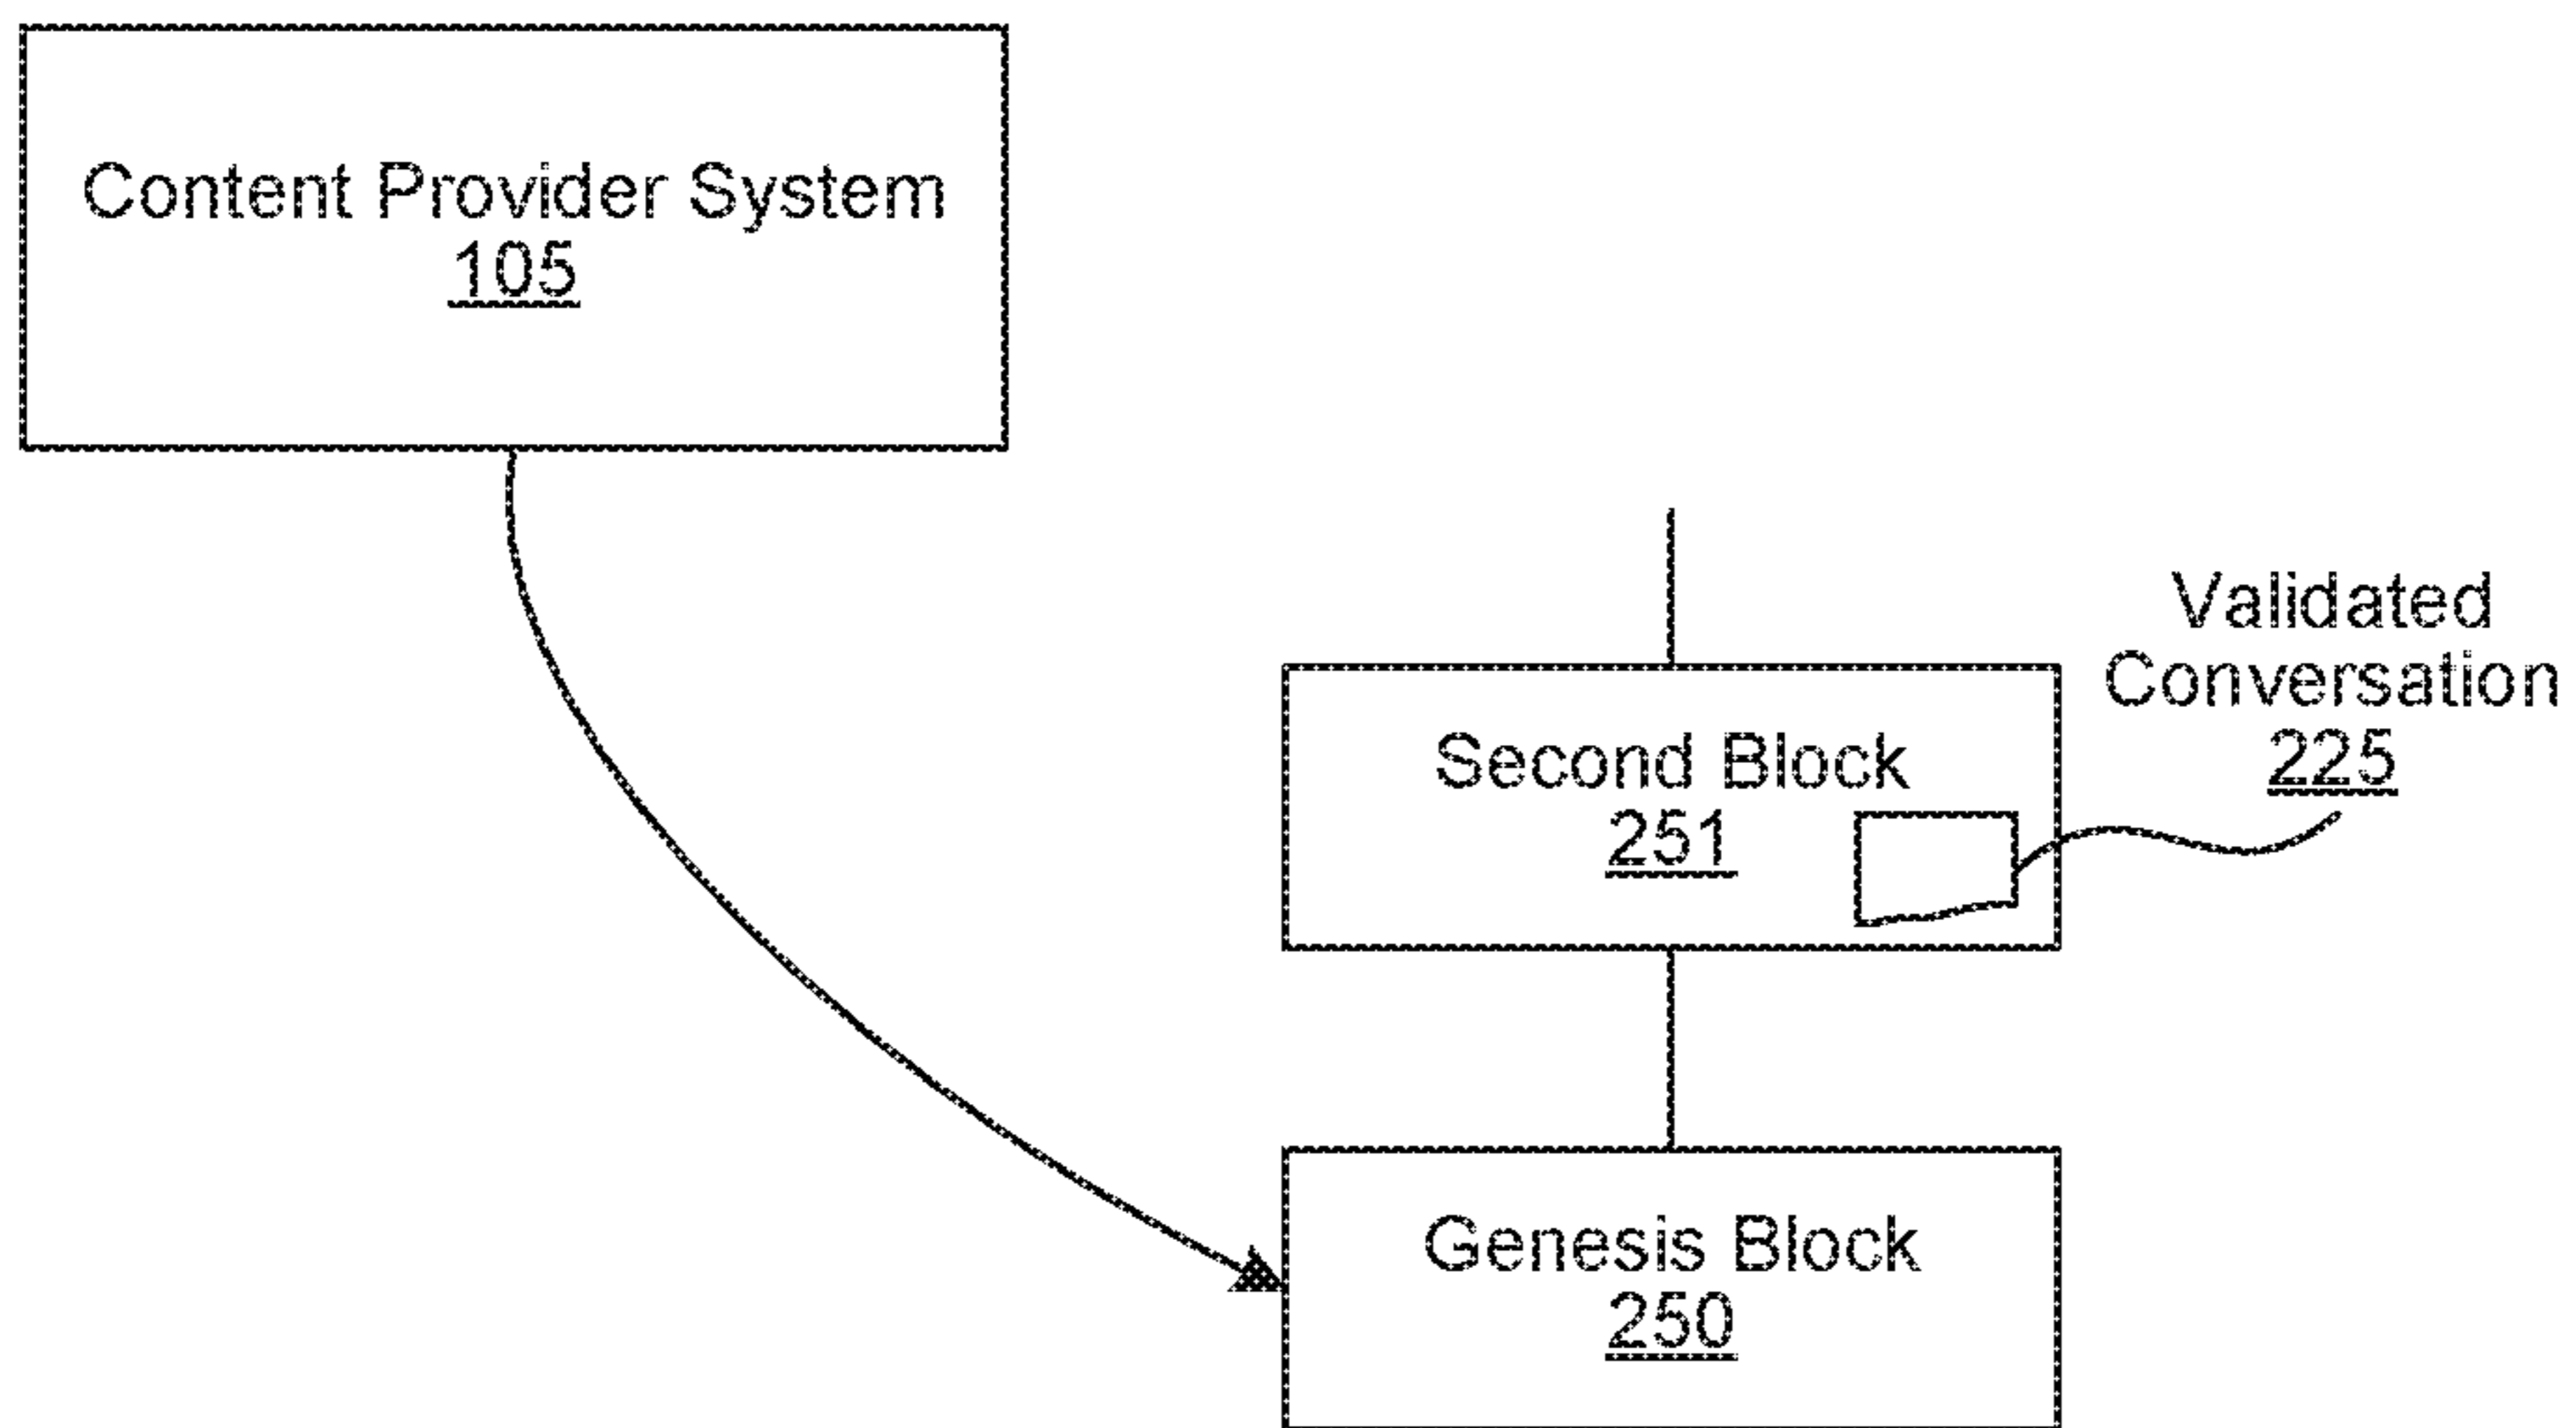 Content Provider System
105
Validated
Conversation
225
Second Block
251
Genesis Block
250